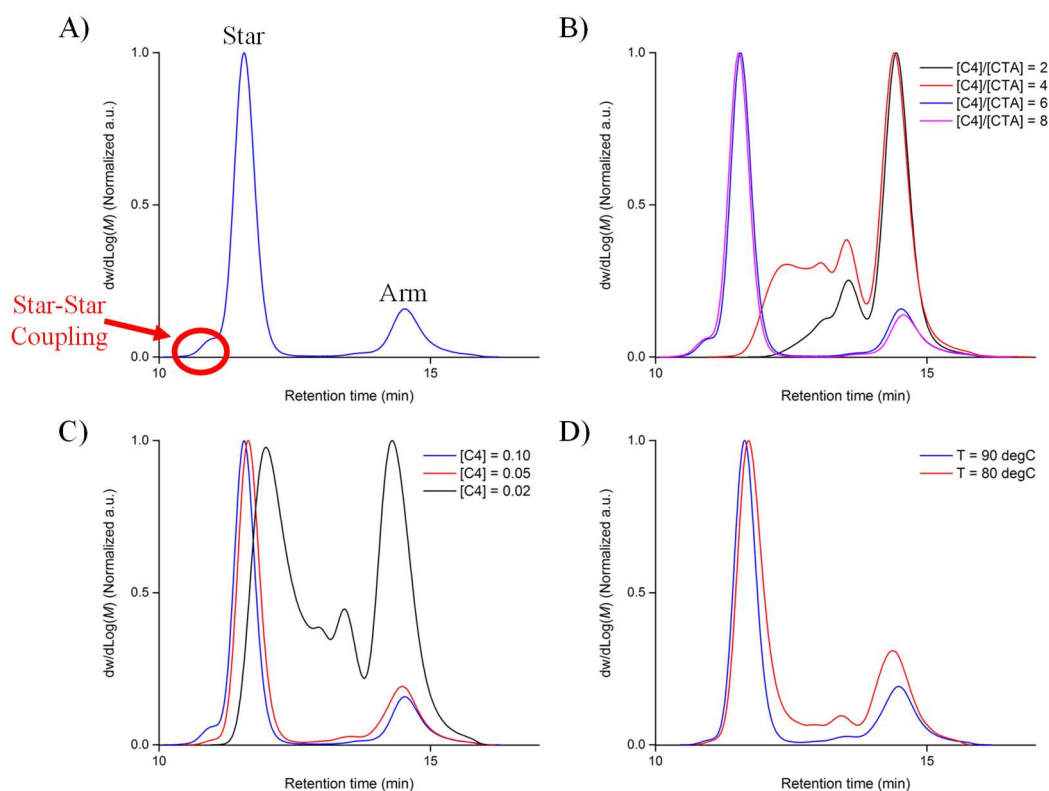 A)
Star
Star-Star
Coupling
Arm
dw/dLog(M) (Normalized a.u.)
1.0
0.5
0.0
10
15
Retention time (min)
B)
[C4]/[CTA] = 2
[C4]/[CTA] = 4
[C4]/[CTA] = 6
[C4]/[CTA] = 8
dw/dLog(M) (Normalized a.u.)
1.0
0.5
0.0
10
15
Retention time (min)
C)
[C4] = 0.10
[C4] = 0.05
[C4] = 0.02
dw/dLog(M) (Normalized a.u.)
1.0
0.5
0.0
10
15
Retention time (min)
D)
T = 90 degC
T = 80 degC
dw/dLog(M) (Normalized a.u.)
1.0
0.5
0.0
10
15
Retention time (min)